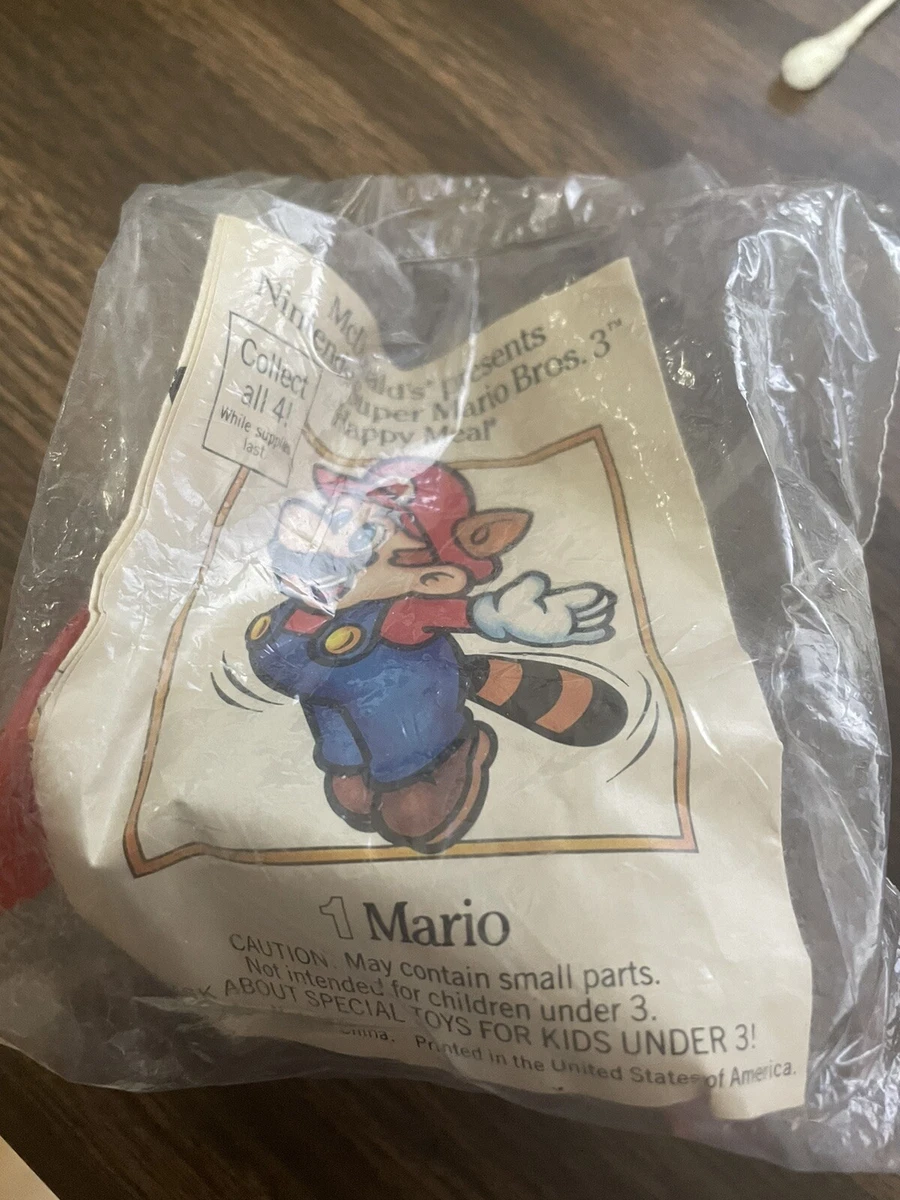 Collect
all 4!
While supplies
last
presents
Nintendo Super Mario Bros. 3™
Happy Meal®
1 Mario
CAUTION. May contain small parts.
Not intended for children under 3.
ABOUT SPECIAL TOYS FOR KIDS UNDER 3!
China. Printed in the United States of America.